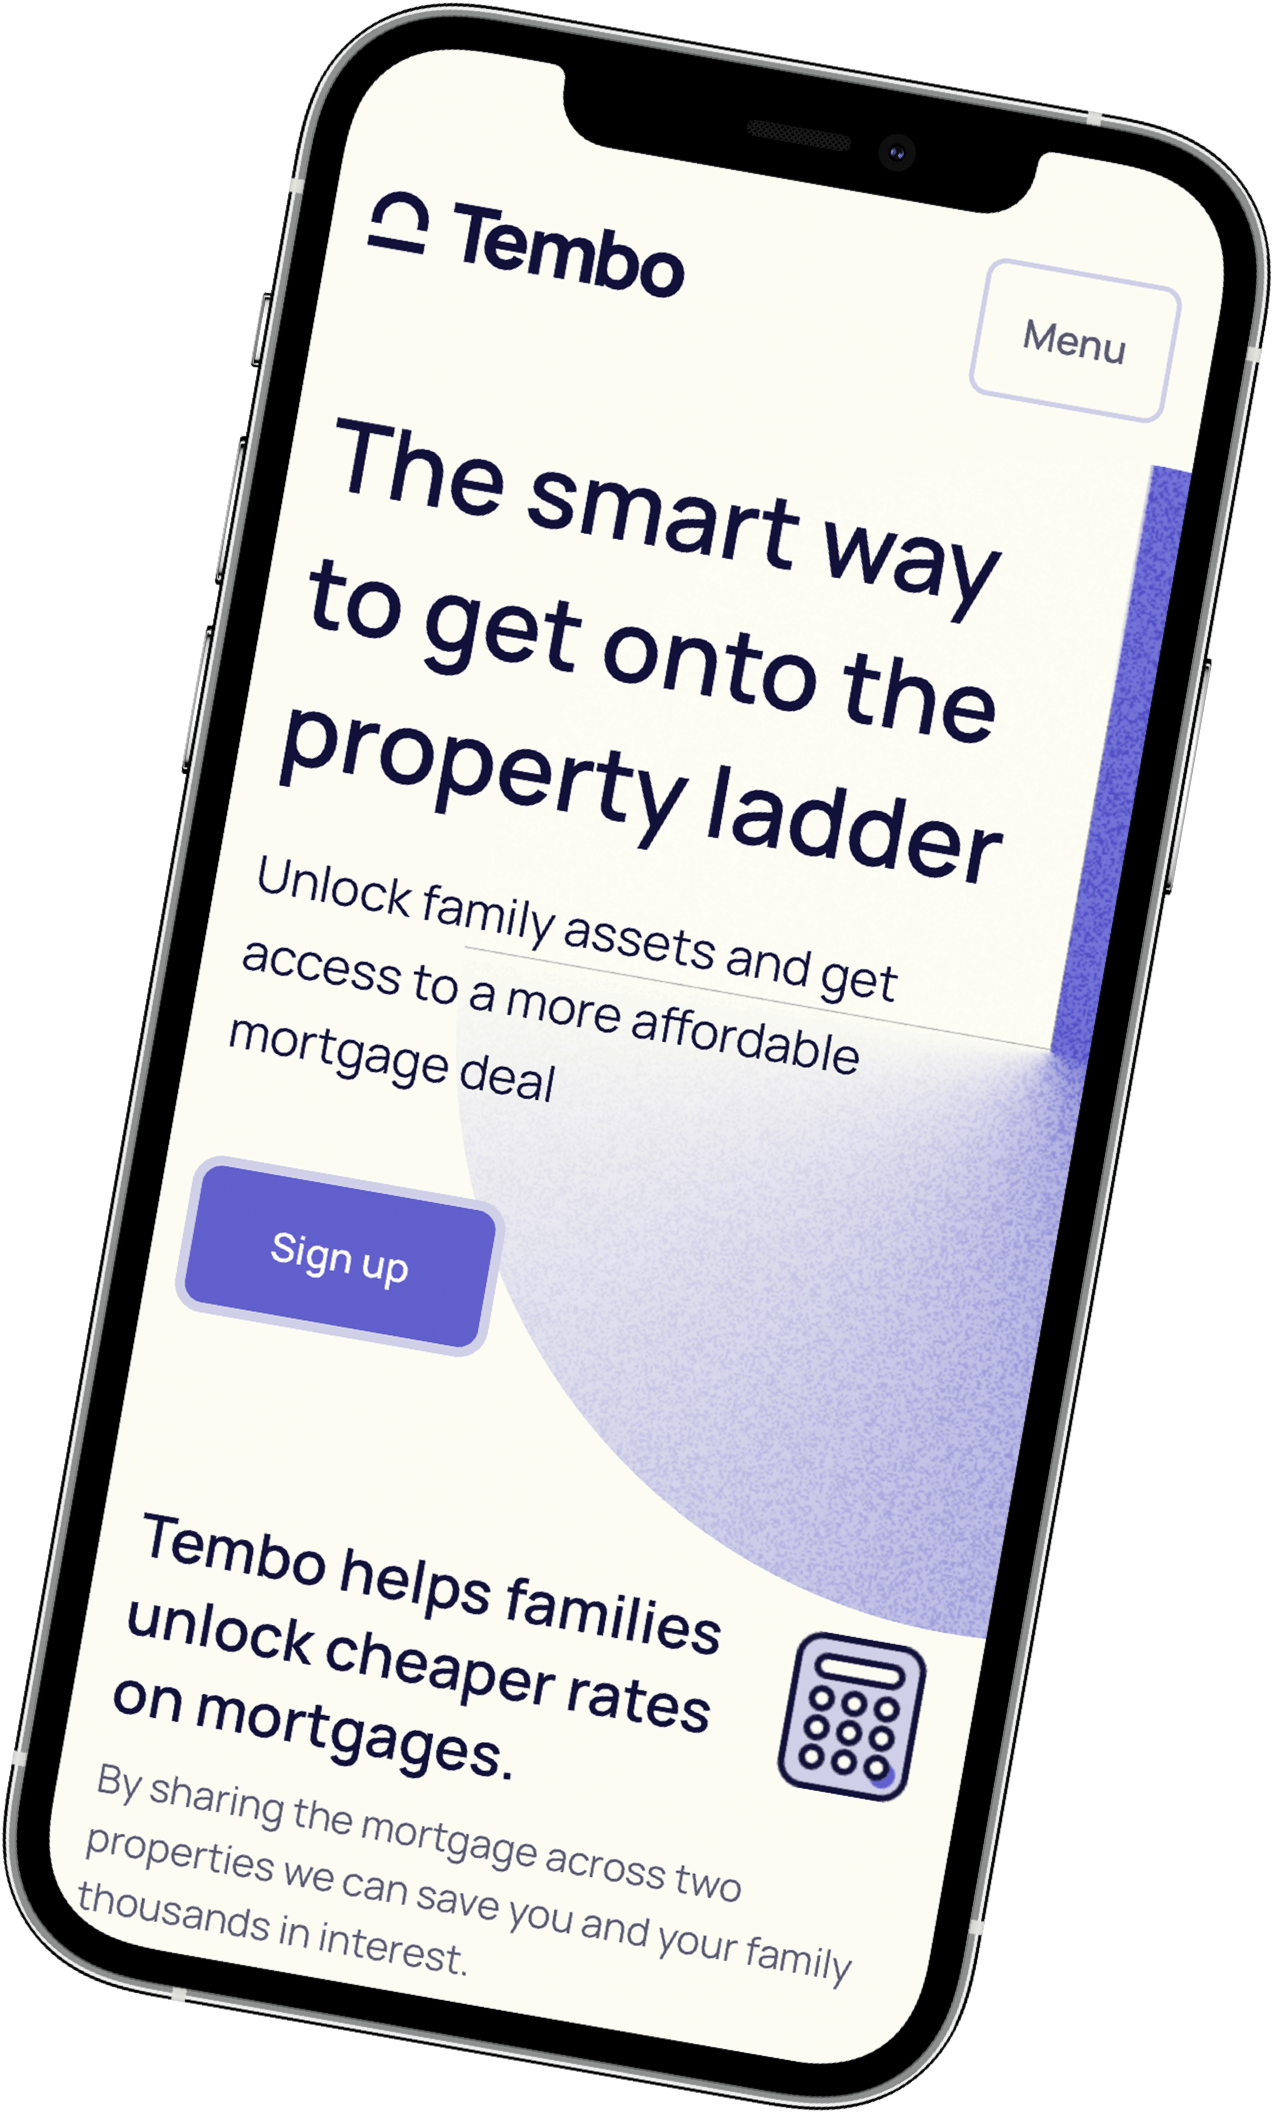 Tembo
Menu
The smart way
to get onto the
property ladder
Unlock family assets and get
access to a more affordable
mortgage deal
Sign up
Tembo helps families
unlock cheaper rates
on mortgages.
By sharing the mortgage across two
properties we can save you and your family
thousands in interest.